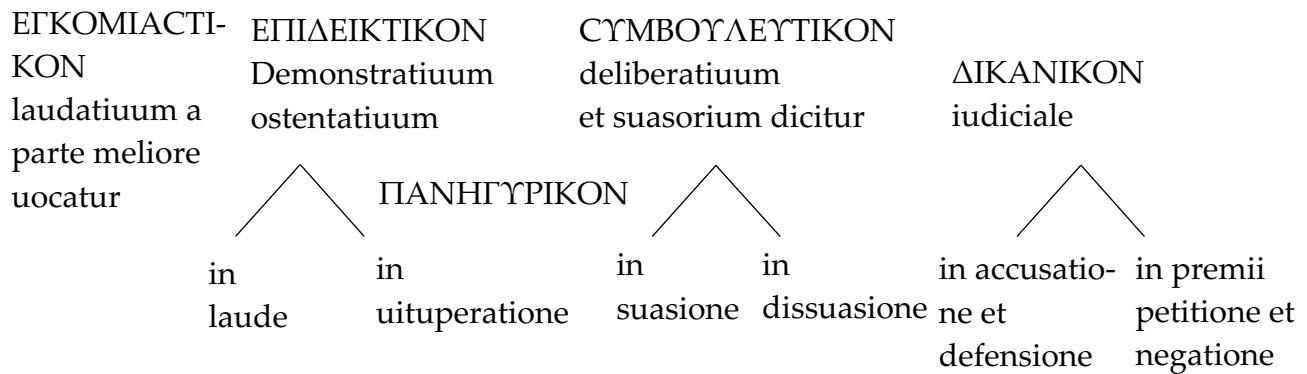 ΕΓΚΟΜΙΑCΤΙ-
ΚΟΝ
laudatiuum a
parte meliore
uocatur
ΕΠΙΔΕΙΚΤΙΚΟΝ
Demonstratiuum
ostentatiuum
CΥΜΒΟΥΛΕΥΤΙΚΟΝ
deliberatiuum
et suasorium dicitur
ΔΙΚΑΝΙΚΟΝ
iudiciale
ΠΑΝΗΓΥΡΙΚΟΝ
in
laude
in
uituperatione
in
suasione
in
dissuasione
in accusatio-
ne et
defensione
in premii
petitione et
negatione